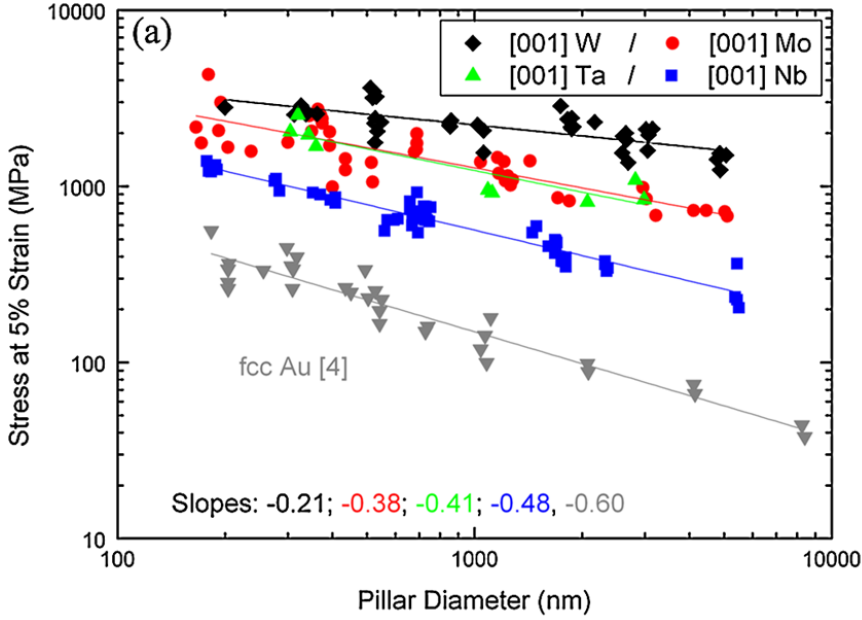 (a)
[001] W / [001] Mo
[001] Ta / [001] Nb
10000
1000
100
10
Stress at 5% Strain (MPa)
fcc Au [4]
Slopes: -0.21; -0.38; -0.41; -0.48, -0.60
100 1000 10000
Pillar Diameter (nm)